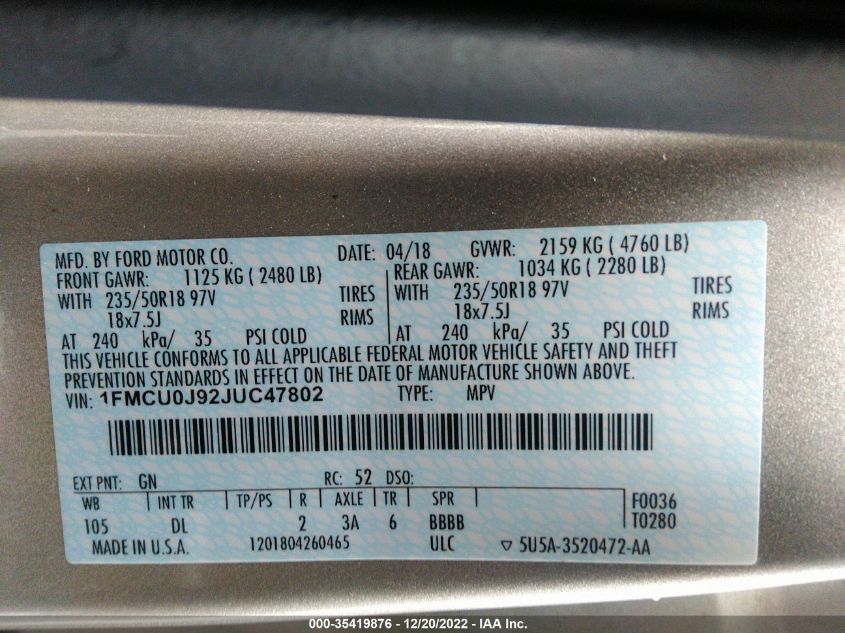 MFD. BY FORD MOTOR CO. DATE: 04/18 GVWR: 2159 KG ( 4760 LB)
FRONT GAWR: 1125 KG ( 2480 LB) REAR GAWR: 1034 KG ( 2280 LB)
WITH 235/50R18 97V TIRES WITH 235/50R18 97V TIRES
18x7.5J RIMS 18x7.5J RIMS
AT 240 kPa/ 35 PSI COLD AT 240 kPa/ 35 PSI COLD
THIS VEHICLE CONFORMS TO ALL APPLICABLE FEDERAL MOTOR VEHICLE SAFETY AND THEFT
PREVENTION STANDARDS IN EFFECT ON THE DATE OF MANUFACTURE SHOWN ABOVE.
VIN: 1FMCU0J92JUC47802 TYPE: MPV
EXT PNT: GN RC: 52 DSO:
WB INT TR TP/PS R AXLE TR SPR F0036
105 DL 2 3A 6 BBBB T0280
MADE IN U.S.A. 1201804260465 ULC ▽ 5U5A-3520472-AA
000-35419876 - 12/20/2022 - IAA Inc.